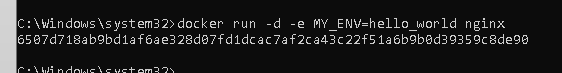 C:\Windows\system32>docker run -d -e MY_ENV=hello_world nginx
6507d718ab9bd1af6ae328d07fd1dcac7af2ca43c22f51a6b9b0d39359c8de90
C:\Windows\system32>